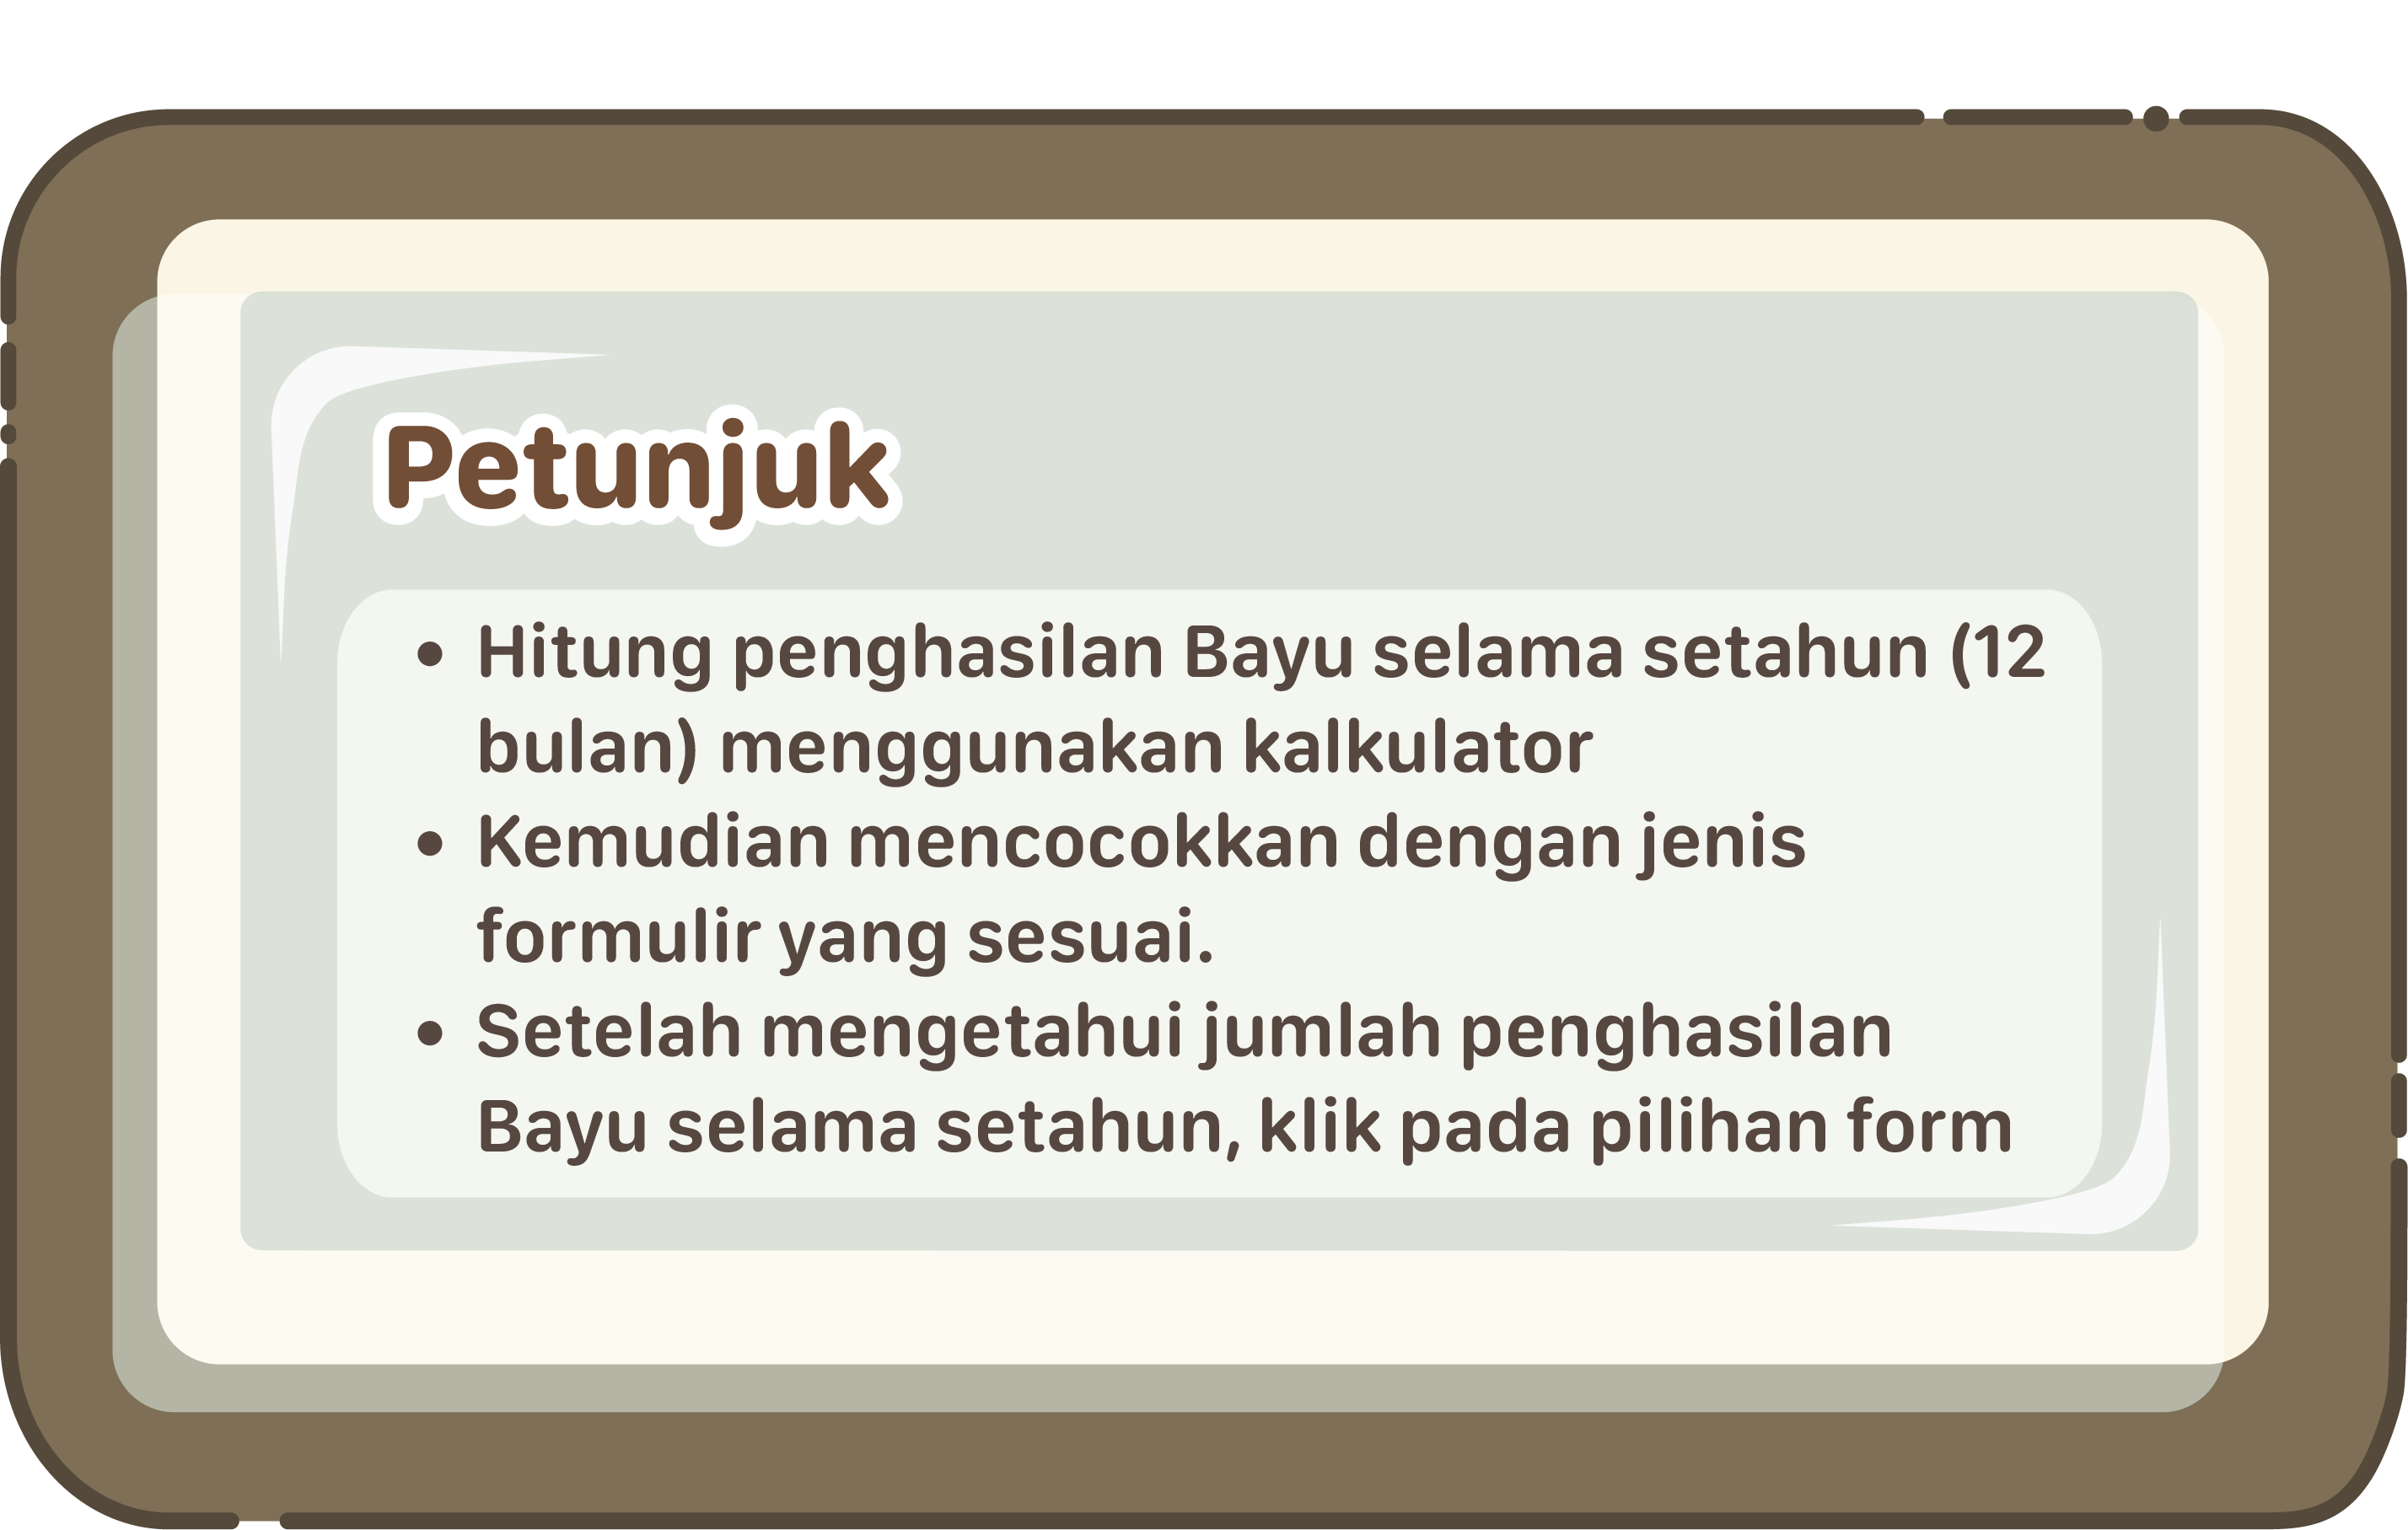 Petunjuk
• Hitung penghasilan Bayu selama setahun (12
bulan) menggunakan kalkulator
• Kemudian mencocokkan dengan jenis
formulir yang sesuai.
• Setelah mengetahui jumlah penghasilan
Bayu selama setahun, klik pada pilihan form